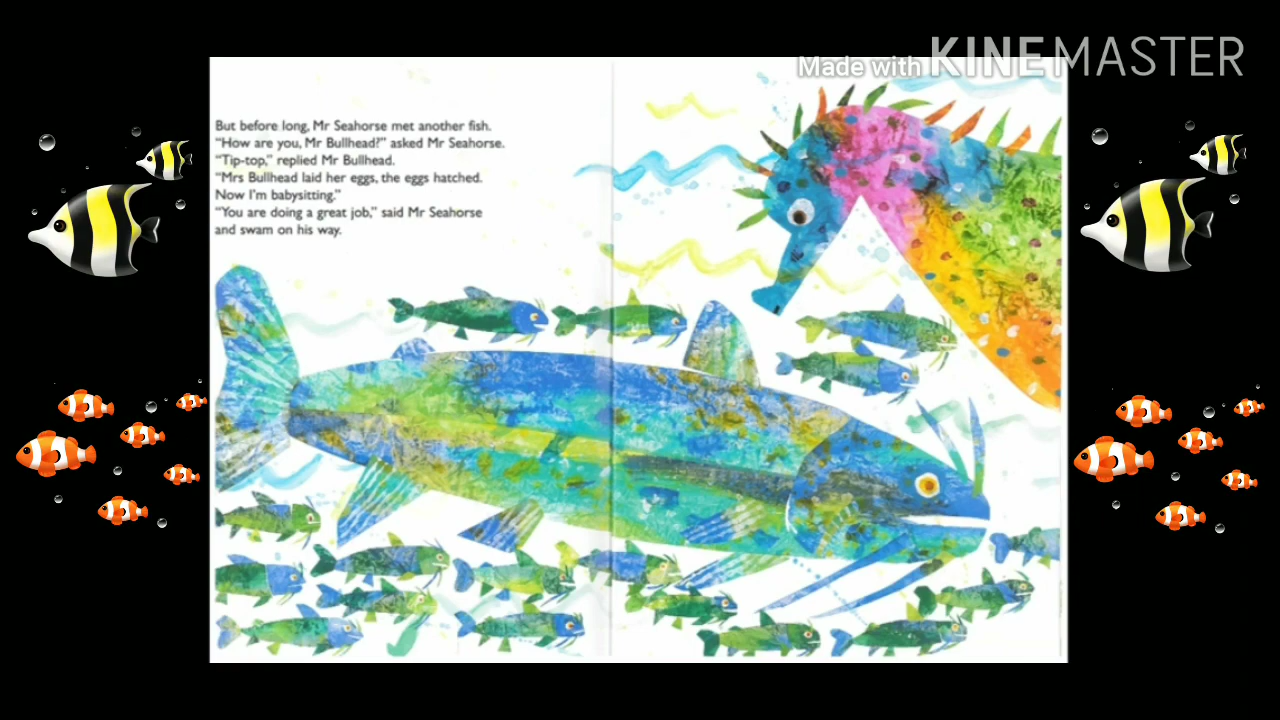 Made with KINEMASTER
But before long, Mr Seahorse met another fish.
“How are you, Mr Bullhead?” asked Mr Seahorse.
“Tip-top,” replied Mr Bullhead.
“Mrs Bullhead laid her eggs, the eggs hatched.
Now I’m babysitting.”
“You are doing a great job,” said Mr Seahorse
and swam on his way.